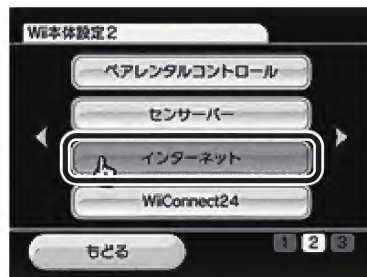 Wii本体設定2
ペアレンタルコントロール
センサーバー
インターネット
WiiConnect24
もどる
1 2 3